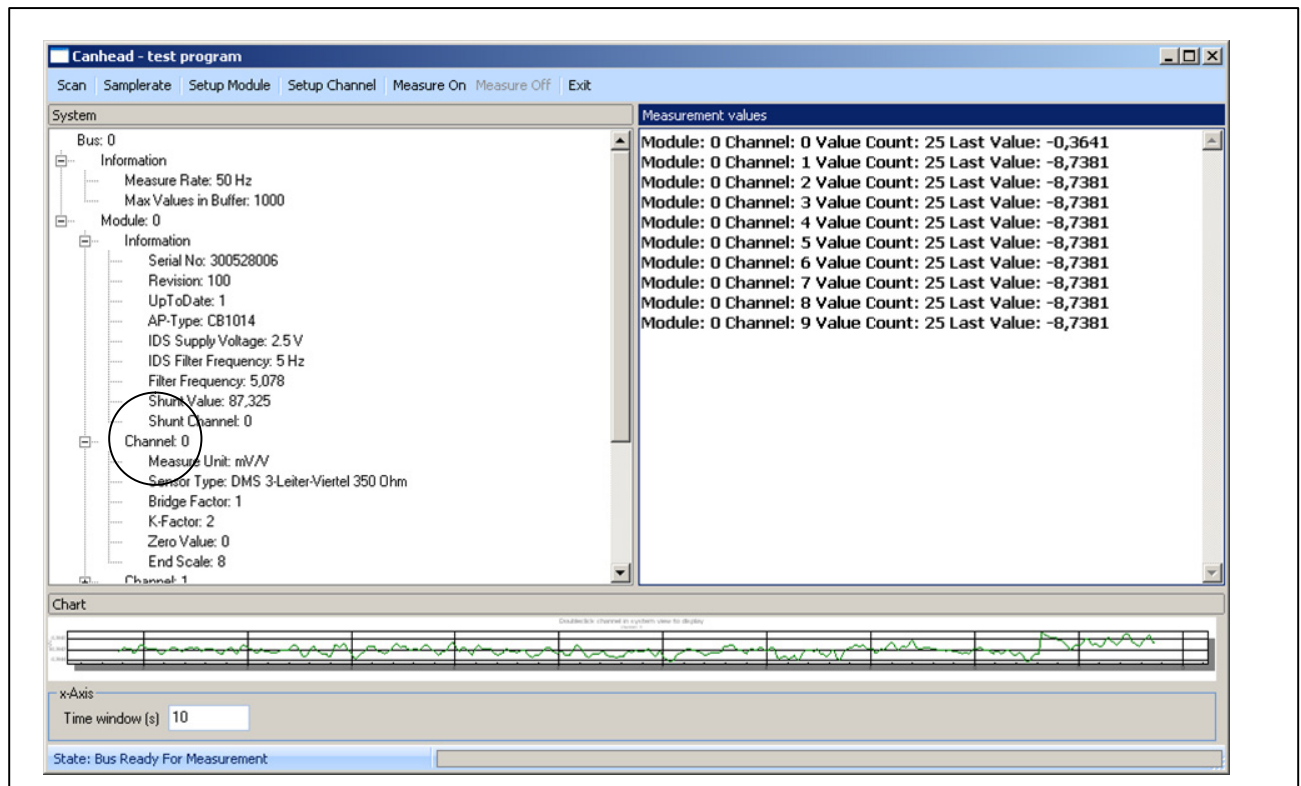 Canhead - test program
Scan Samplerate Setup Module Setup Channel Measure On Measure Off Exit
System
Bus: 0
Information
Measure Rate: 50 Hz
Max Values in Buffer: 1000
Module: 0
Information
Serial No: 300528006
Revision: 100
UpToDate: 1
AP-Type: CB1014
IDS Supply Voltage: 2.5 V
IDS Filter Frequency: 5 Hz
Filter Frequency: 5,078
Shunt Value: 87,325
Shunt Channel: 0
Channel: 0
Measure Unit: mV/V
Sensor Type: DMS 3-Leiter-Viertel 350 Ohm
Bridge Factor: 1
K-Factor: 2
Zero Value: 0
End Scale: 8
Channel: 1
Measurement values
Module: 0 Channel: 0 Value Count: 25 Last Value: -0,3641
Module: 0 Channel: 1 Value Count: 25 Last Value: -8,7381
Module: 0 Channel: 2 Value Count: 25 Last Value: -8,7381
Module: 0 Channel: 3 Value Count: 25 Last Value: -8,7381
Module: 0 Channel: 4 Value Count: 25 Last Value: -8,7381
Module: 0 Channel: 5 Value Count: 25 Last Value: -8,7381
Module: 0 Channel: 6 Value Count: 25 Last Value: -8,7381
Module: 0 Channel: 7 Value Count: 25 Last Value: -8,7381
Module: 0 Channel: 8 Value Count: 25 Last Value: -8,7381
Module: 0 Channel: 9 Value Count: 25 Last Value: -8,7381
Chart
Doubleclick channel in system view to display
x-Axis
Time window (s) 10
State: Bus Ready For Measurement